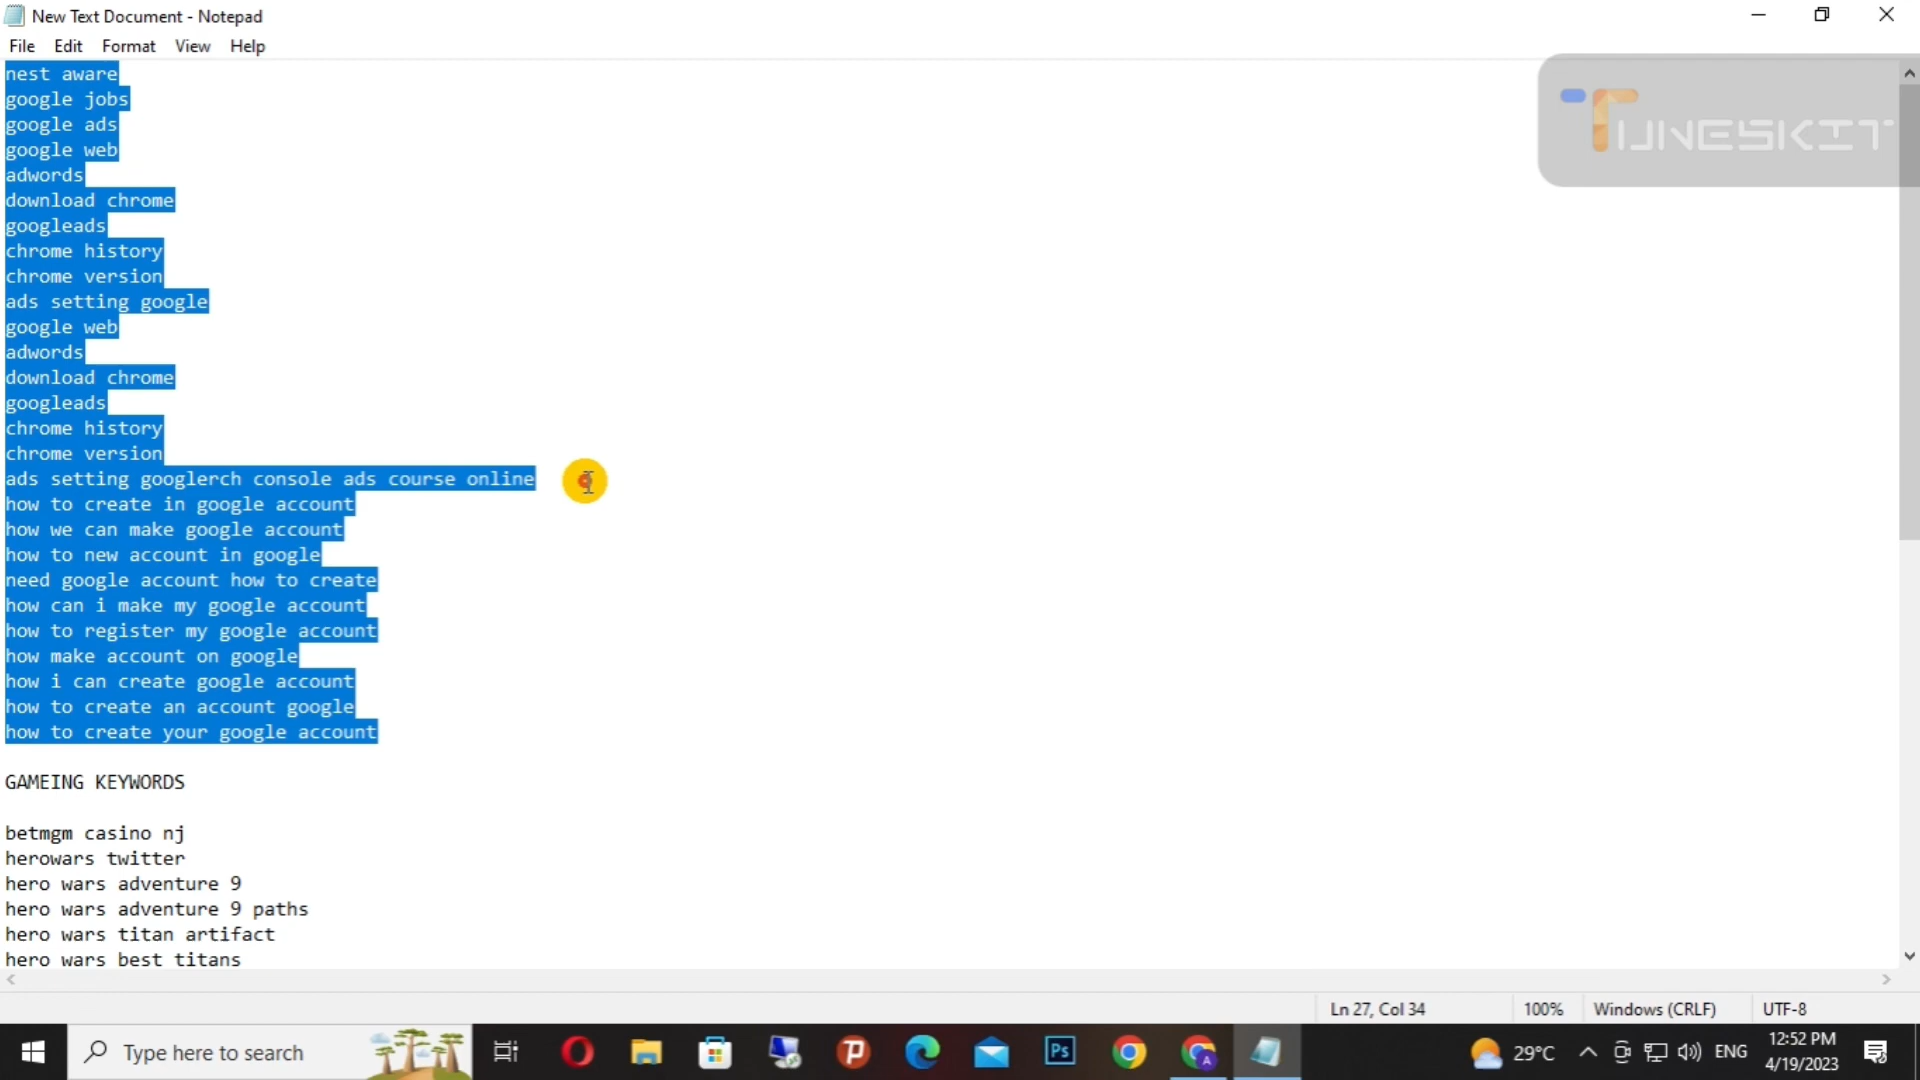 New Text Document - Notepad
File Edit Format View Help
TUNESKIT
nest aware
google jobs
google ads
google web
adwords
download chrome
googleads
chrome history
chrome version
ads setting google
google web
adwords
download chrome
googleads
chrome history
chrome version
ads setting googlerch console ads course online
how to create in google account
how we can make google account
how to new account in google
need google account how to create
how can i make my google account
how to register my google account
how make account on google
how i can create google account
how to create an account google
how to create your google account
GAMEING KEYWORDS
betmgm casino nj
herowars twitter
hero wars adventure 9
hero wars adventure 9 paths
hero wars titan artifact
hero wars best titans
Ln 27, Col 34 100% Windows (CRLF) UTF-8
Type here to search Ps A 29°C ENG 12:52 PM
4/19/2023